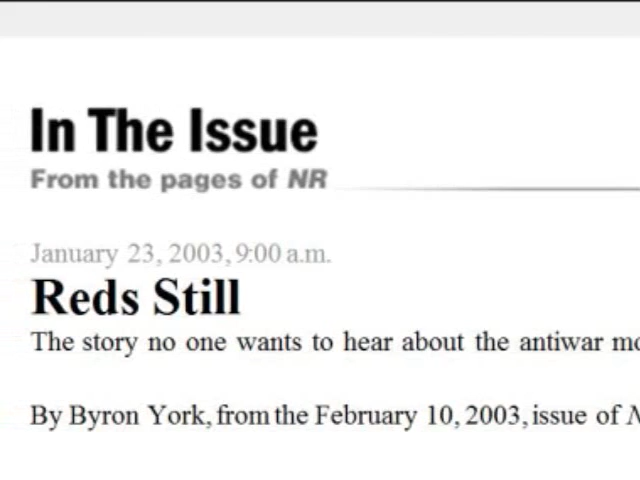 In The Issue
From the pages of NR
January 23, 2003, 9:00 a.m.
Reds Still
The story no one wants to hear about the antiwar
By Byron York, from the February 10, 2003, issue of